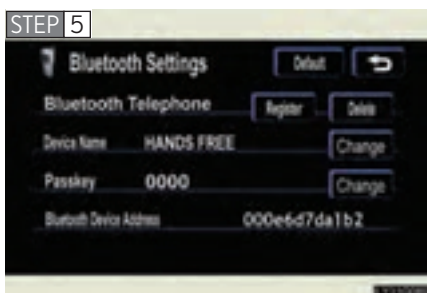 STEP 5
Bluetooth Settings Default
Bluetooth Telephone Register Delete
Device Name HANDS FREE Change
Passkey 0000 Change
Bluetooth Device Address 000e6d7da1b2